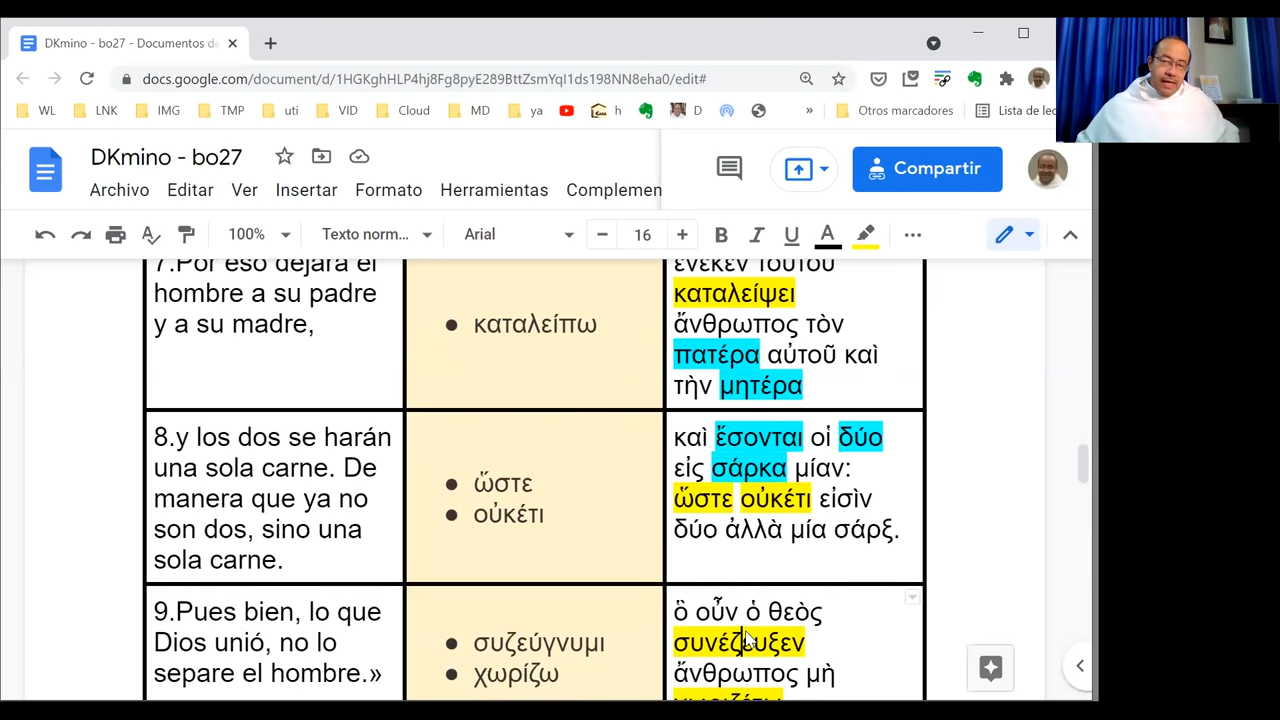 DKmino - bo27 - Documentos de
docs.google.com/document/d/1HGKghHLP4hj8Fg8pyE289BttZsmYqI1ds198NN8eha0/edit#
WL LNK IMG TMP uti VID Cloud MD ya h D » Otros marcadores Lista de lec
DKmino - bo27
Compartir
Archivo Editar Ver Insertar Formato Herramientas Complemen
100% Texto norm... Arial 16 B I U A
7.Por eso dejará el
hombre a su padre
y a su madre,
καταλείπω
ἕνεκεν τούτου
καταλείψει
ἄνθρωπος τὸν
πατέρα αὐτοῦ καὶ
τὴν μητέρα
8.y los dos se harán
una sola carne. De
manera que ya no
son dos, sino una
sola carne.
ὥστε
οὐκέτι
καὶ ἔσονται οἱ δύο
εἰς σάρκα μίαν:
ὥστε οὐκέτι εἰσὶν
δύο ἀλλὰ μία σάρξ.
9.Pues bien, lo que
Dios unió, no lo
separe el hombre.»
συζεύγνυμι
χωρίζω
ὃ οὖν ὁ θεὸς
συνέζευξεν
ἄνθρωπος μὴ